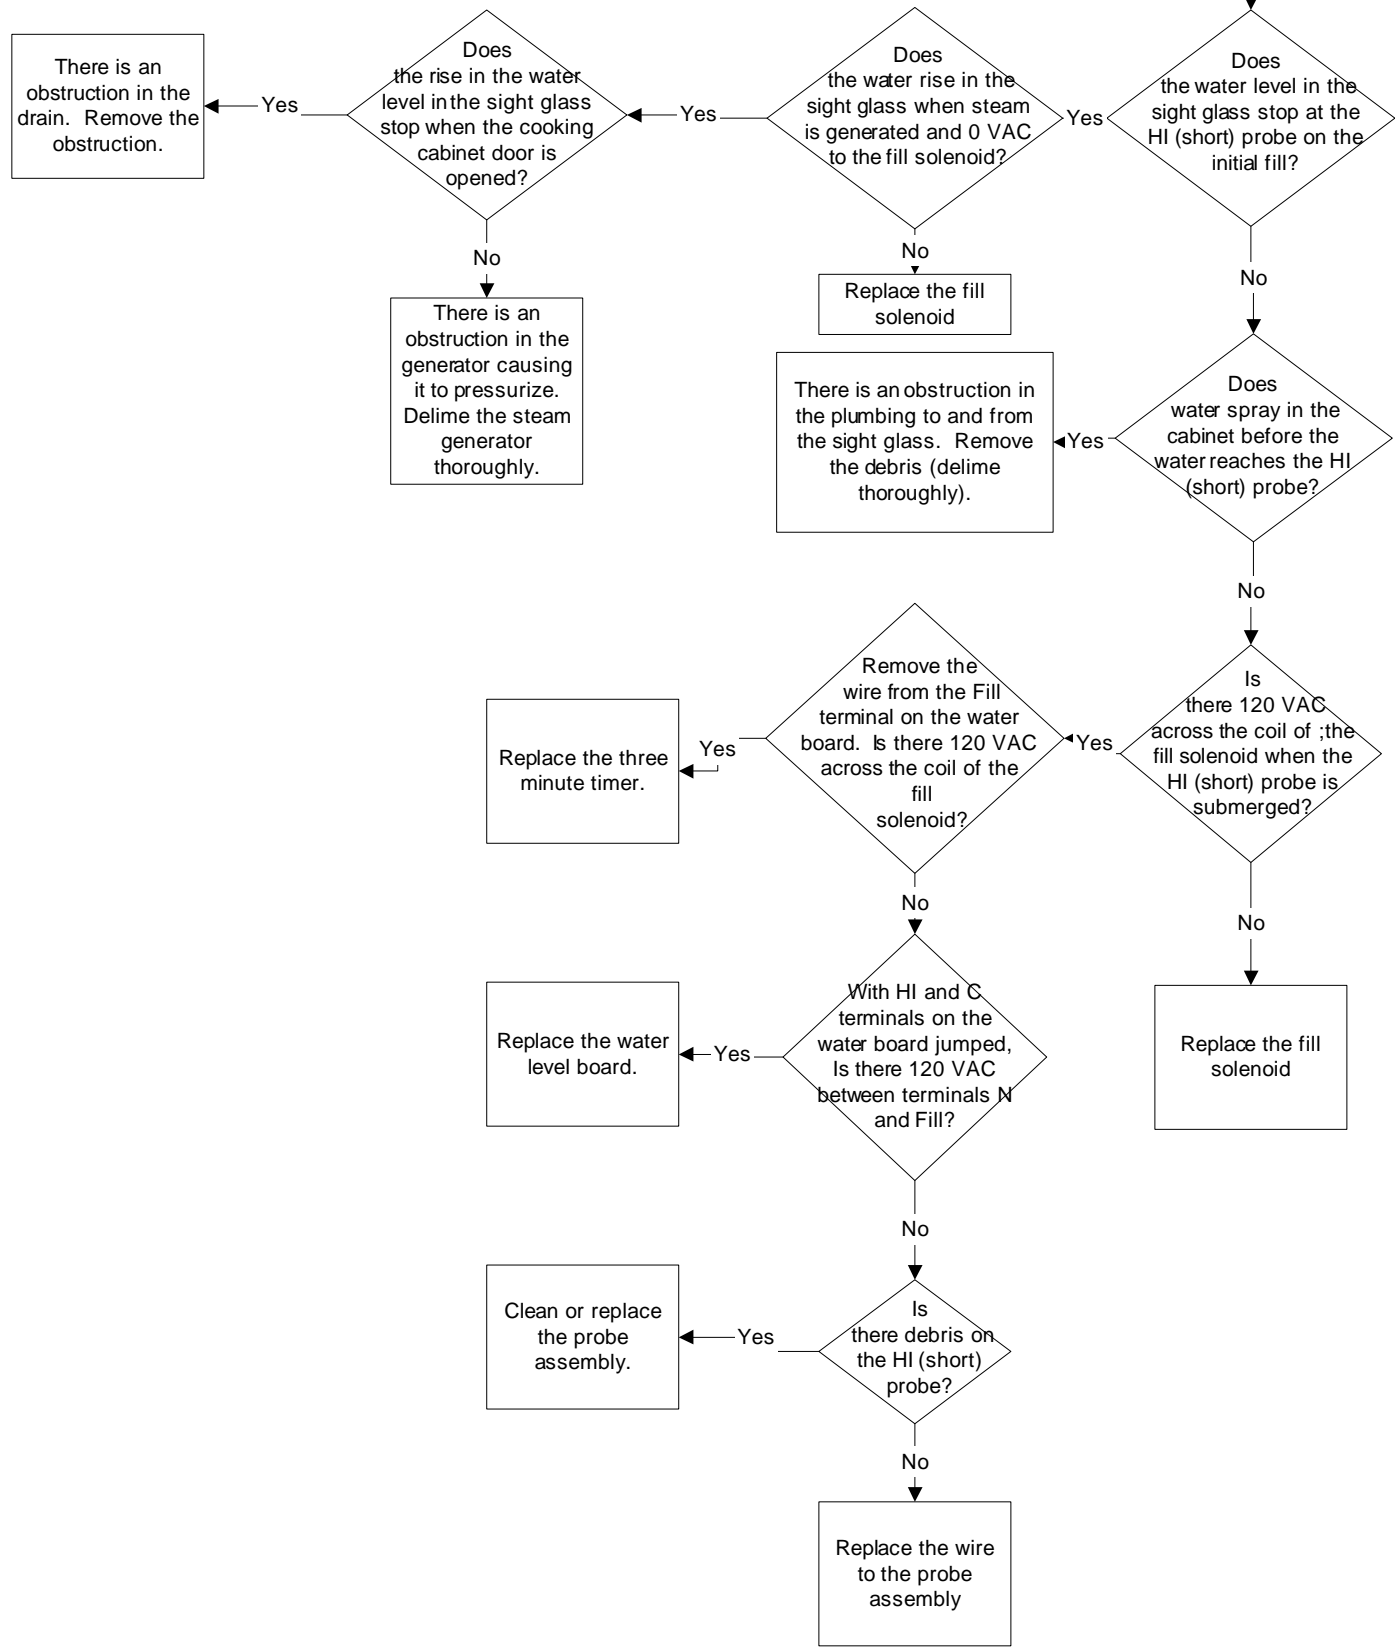 There is an
obstruction in the
drain.  Remove the
obstruction.
Yes
Does
the rise in the water
level in the sight glass
stop when the cooking
cabinet door is
opened?
Yes
Does
the water rise in the
sight glass when steam
is generated and 0 VAC
to the fill solenoid?
Yes
Does
the water level in the
sight glass stop at the
HI (short) probe on the
initial fill?
No
There is an
obstruction in the
generator causing
it to pressurize.
Delime the steam
generator
thoroughly.
No
Replace the fill
solenoid
No
There is an obstruction in
the plumbing to and from
the sight glass.  Remove
the debris (delime
thoroughly).
Yes
Does
water spray in the
cabinet before the
water reaches the HI
(short) probe?
No
Replace the three
minute timer.
Yes
Remove the
wire from the Fill
terminal on the water
board.  Is there 120 VAC
across the coil of the
fill
solenoid?
Yes
Is
there 120 VAC
across the coil of ;the
fill solenoid when the
HI (short) probe is
submerged?
No
No
Replace the water
level board.
Yes
With HI and C
terminals on the
water board jumped,
Is there 120 VAC
between terminals N
and Fill?
Replace the fill
solenoid
No
Clean or replace
the probe
assembly.
Yes
Is
there debris on
the HI (short)
probe?
No
Replace the wire
to the probe
assembly